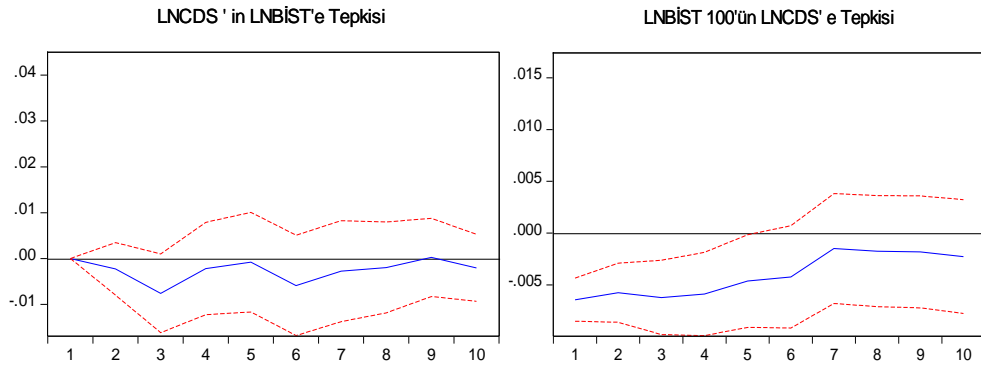 LNCDS ' in LNBİST'e Tepkisi
.04
.03
.02
.01
.00
-.01
1 2 3 4 5 6 7 8 9 10
LNBİST 100'ün LNCDS' e Tepkisi
.015
.010
.005
.000
-.005
1 2 3 4 5 6 7 8 9 10